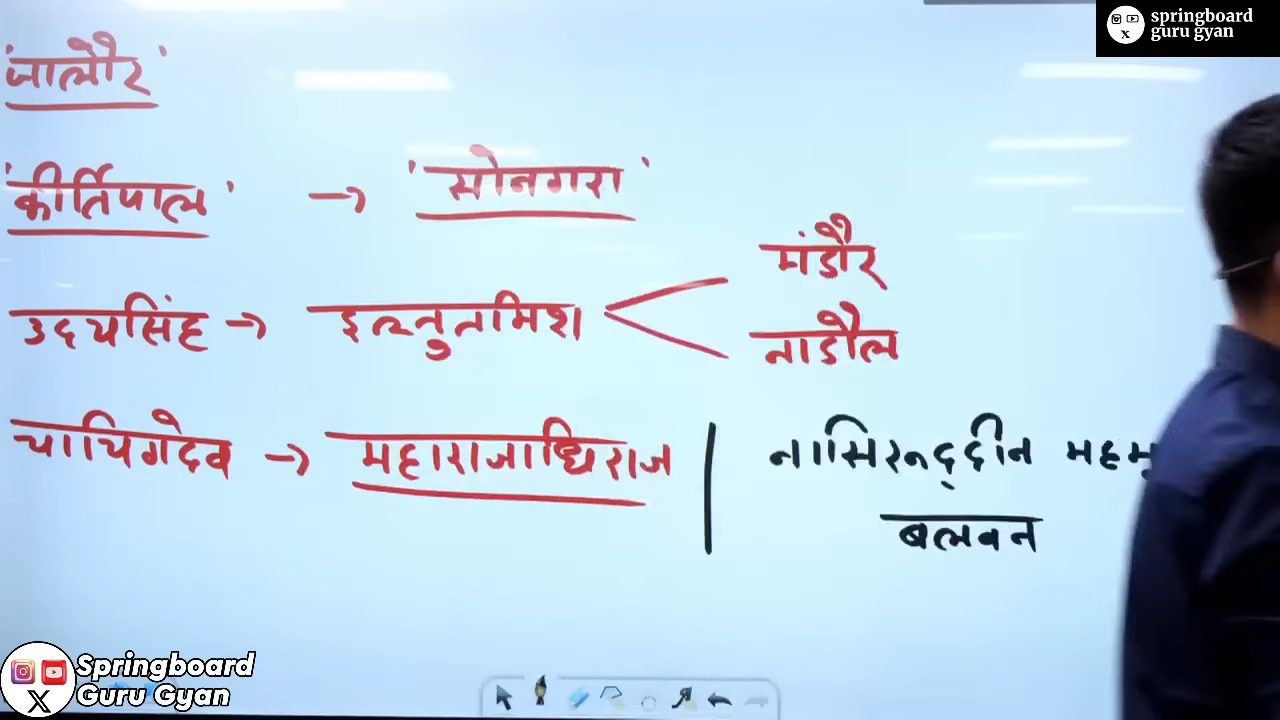 springboard
guru gyan
'जालौर'
'कीर्तिपाल' → 'सोनगरा'
उदयसिंह → इल्तुतमिश
मंडौर
नाडौल
चाचिगदेव → महाराजाधिराज | नासिरूद्दीन
बलबन
Springboard
Guru Gyan